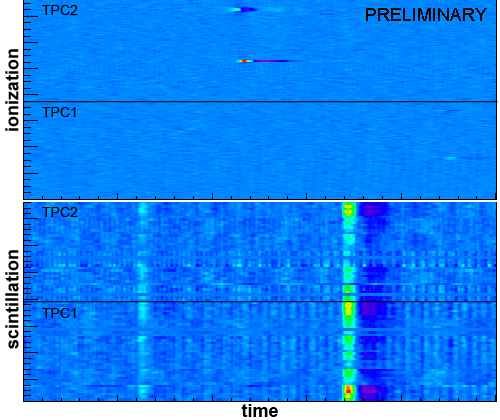 TPC2
PRELIMINARY
ionization
TPC1
TPC2
scintillation
TPC1
time